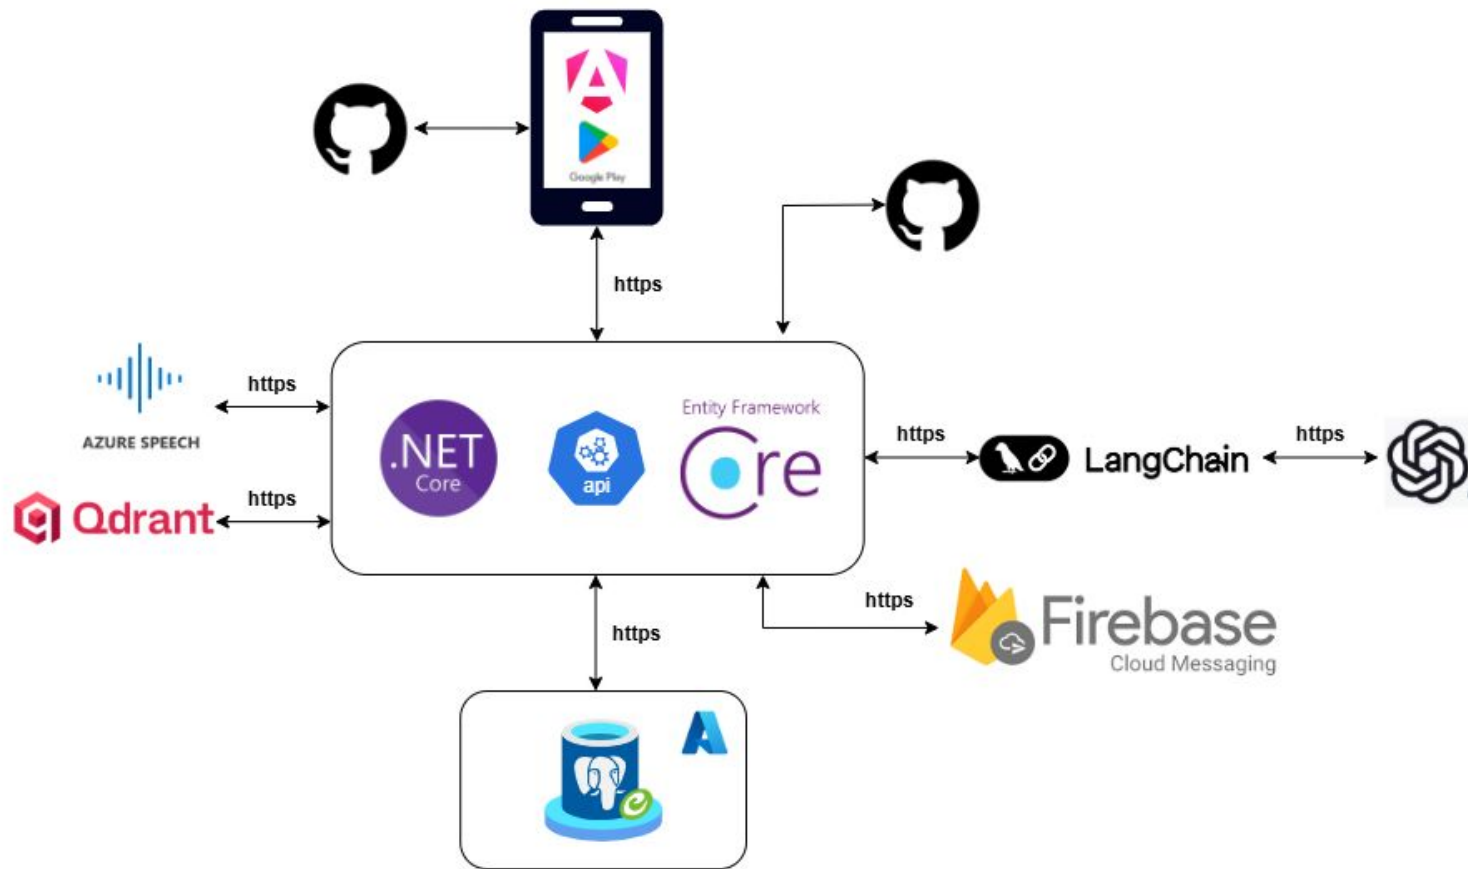 Google Play
https
https
AZURE SPEECH
https
Qdrant
.NET
Core
api
Entity Framework
Core
https
LangChain
https
https
Firebase
Cloud Messaging
https